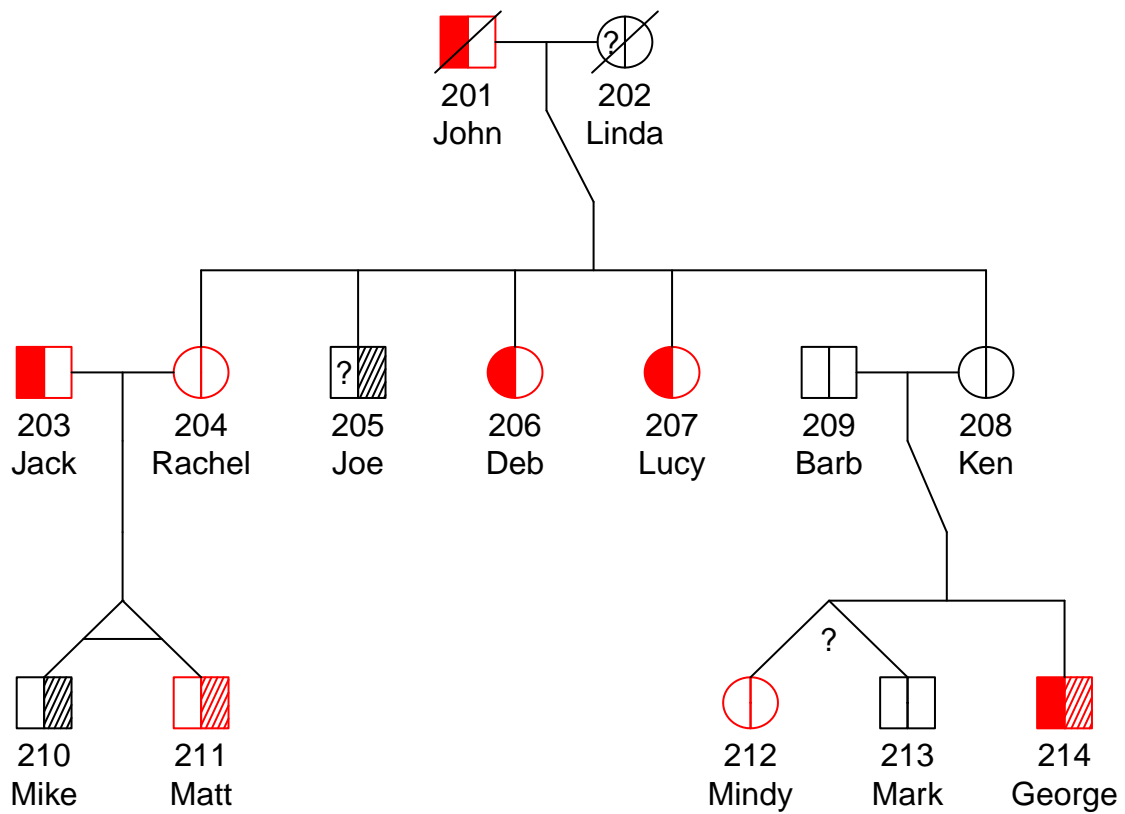 ?
201 202
John Linda
?
203 204 205 206 207 209 208
Jack Rachel Joe Deb Lucy Barb Ken
?
210 211 212 213 214
Mike Matt Mindy Mark George